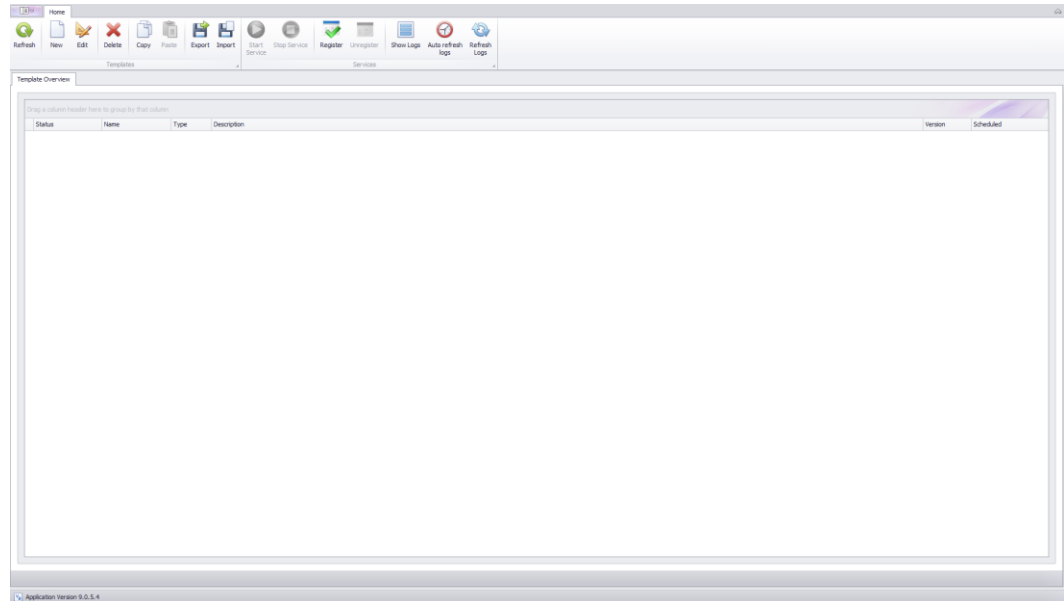 Home
Refresh New Edit Delete Copy Paste Export Import Start Service Stop Service Register Unregister Show Logs Auto refresh logs Refresh Logs
Templates Services
Template Overview
Drag a column header here to group by that column
Status Name Type Description Version Scheduled
Application Version 9.0.5.4